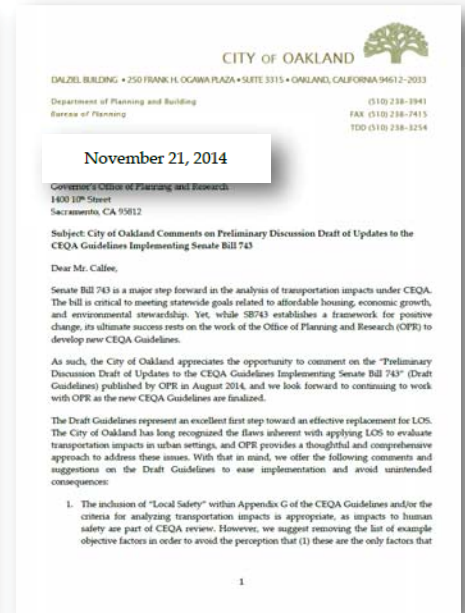 CITY OF OAKLAND
DALZIEL BUILDING • 250 FRANK H. OGAWA PLAZA • SUITE 3315 • OAKLAND, CALIFORNIA 94612-2033
Department of Planning and Building
(510) 238-3941
Bureau of Planning
FAX (510) 238-7415
TDD (510) 238-3254
November 21, 2014
Governor's Office of Planning and Research
1400 10th Street
Sacramento, CA 95812
Subject: City of Oakland Comments on Preliminary Discussion Draft of Updates to the
CEQA Guidelines Implementing Senate Bill 743
Dear Mr. Calfee,
Senate Bill 743 is a major step forward in the analysis of transportation impacts under CEQA.
The bill is critical to meeting statewide goals related to affordable housing, economic growth,
and environmental stewardship. Yet, while SB743 establishes a framework for positive
change, its ultimate success rests on the work of the Office of Planning and Research (OPR) to
develop new CEQA Guidelines.
As such, the City of Oakland appreciates the opportunity to comment on the "Preliminary
Discussion Draft of Updates to the CEQA Guidelines Implementing Senate Bill 743" (Draft
Guidelines) published by OPR in August 2014, and we look forward to continuing to work
with OPR as the new CEQA Guidelines are finalized.
The Draft Guidelines represent an excellent first step toward an effective replacement for LOS.
The City of Oakland has long recognized the flaws inherent with applying LOS to evaluate
transportation impacts in urban settings, and OPR provides a thoughtful and comprehensive
approach to address these issues. With that in mind, we offer the following comments and
suggestions on the Draft Guidelines to ease implementation and avoid unintended
consequences:
1. The inclusion of "Local Safety" within Appendix G of the CEQA Guidelines and/or the
criteria for analyzing transportation impacts is appropriate, as impacts to human
safety are part of CEQA review. However, we suggest removing the list of example
objective factors in order to avoid the perception that (1) these are the only factors that
1